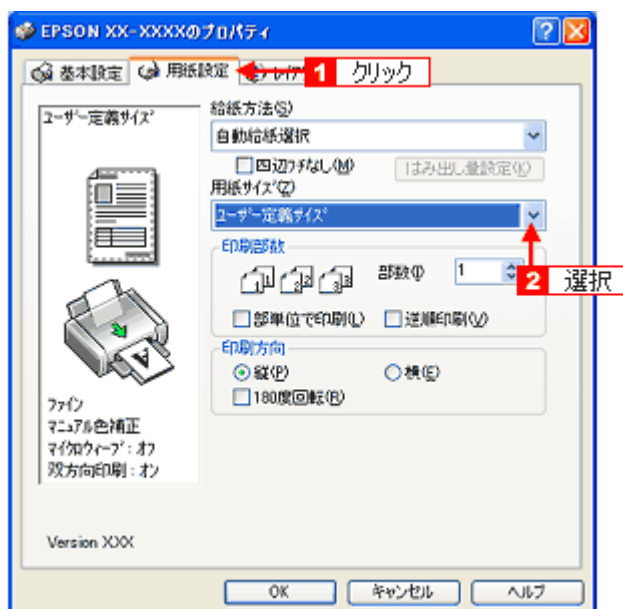 EPSON XX-XXXXのプロパティ
基本設定 用紙設定 1 クリック
ユーザー定義サイズ
給紙方法(S)
自動給紙選択
四辺フチなし(M) はみ出し量設定(K)
用紙サイズ(Z)
ユーザー定義サイズ
2 選択
印刷部数
部数(I) 1
部単位で印刷(L) 逆順印刷(V)
印刷方向
縦(P) 横(E)
180度回転(R)
ファイン
マニュアル色補正
マイクロウィーブ：オフ
双方向印刷：オン
Version XXX
OK キャンセル ヘルプ